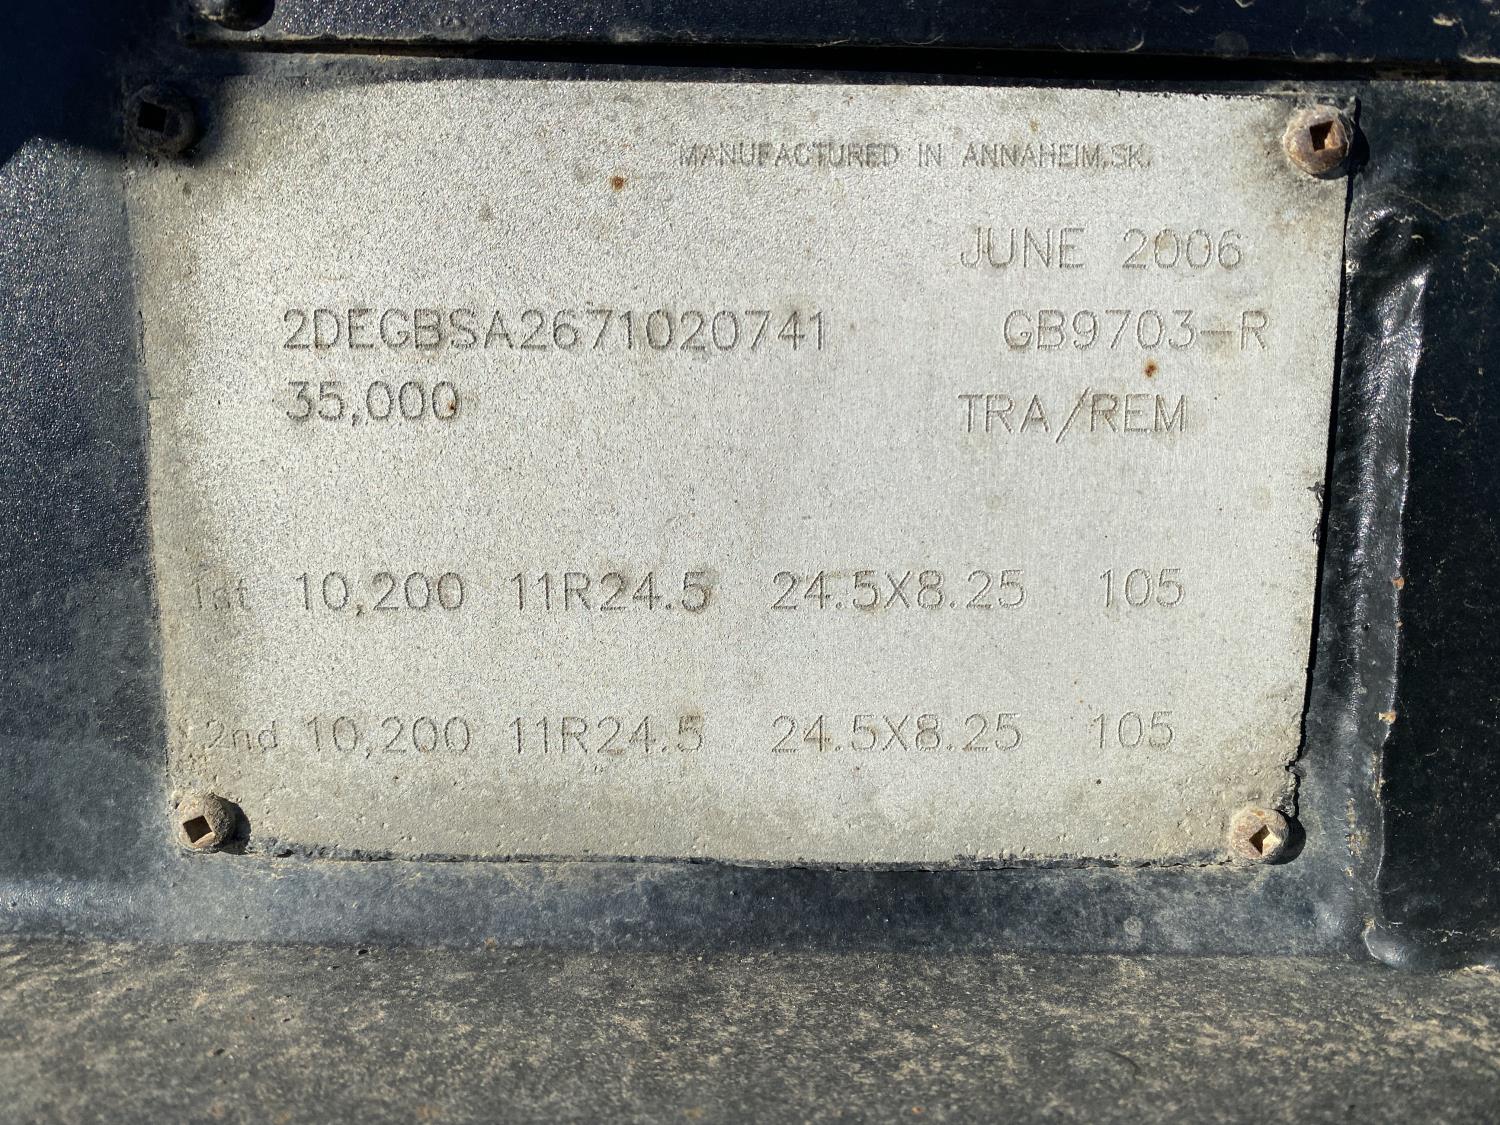 MANUFACTURED IN ANNAHEIM,SK.
JUNE 2006
2DEGBSA2671020741 GB9703-R
35,000 TRA/REM
1st 10,200 11R24.5 24.5X8.25 105
2nd 10,200 11R24.5 24.5X8.25 105